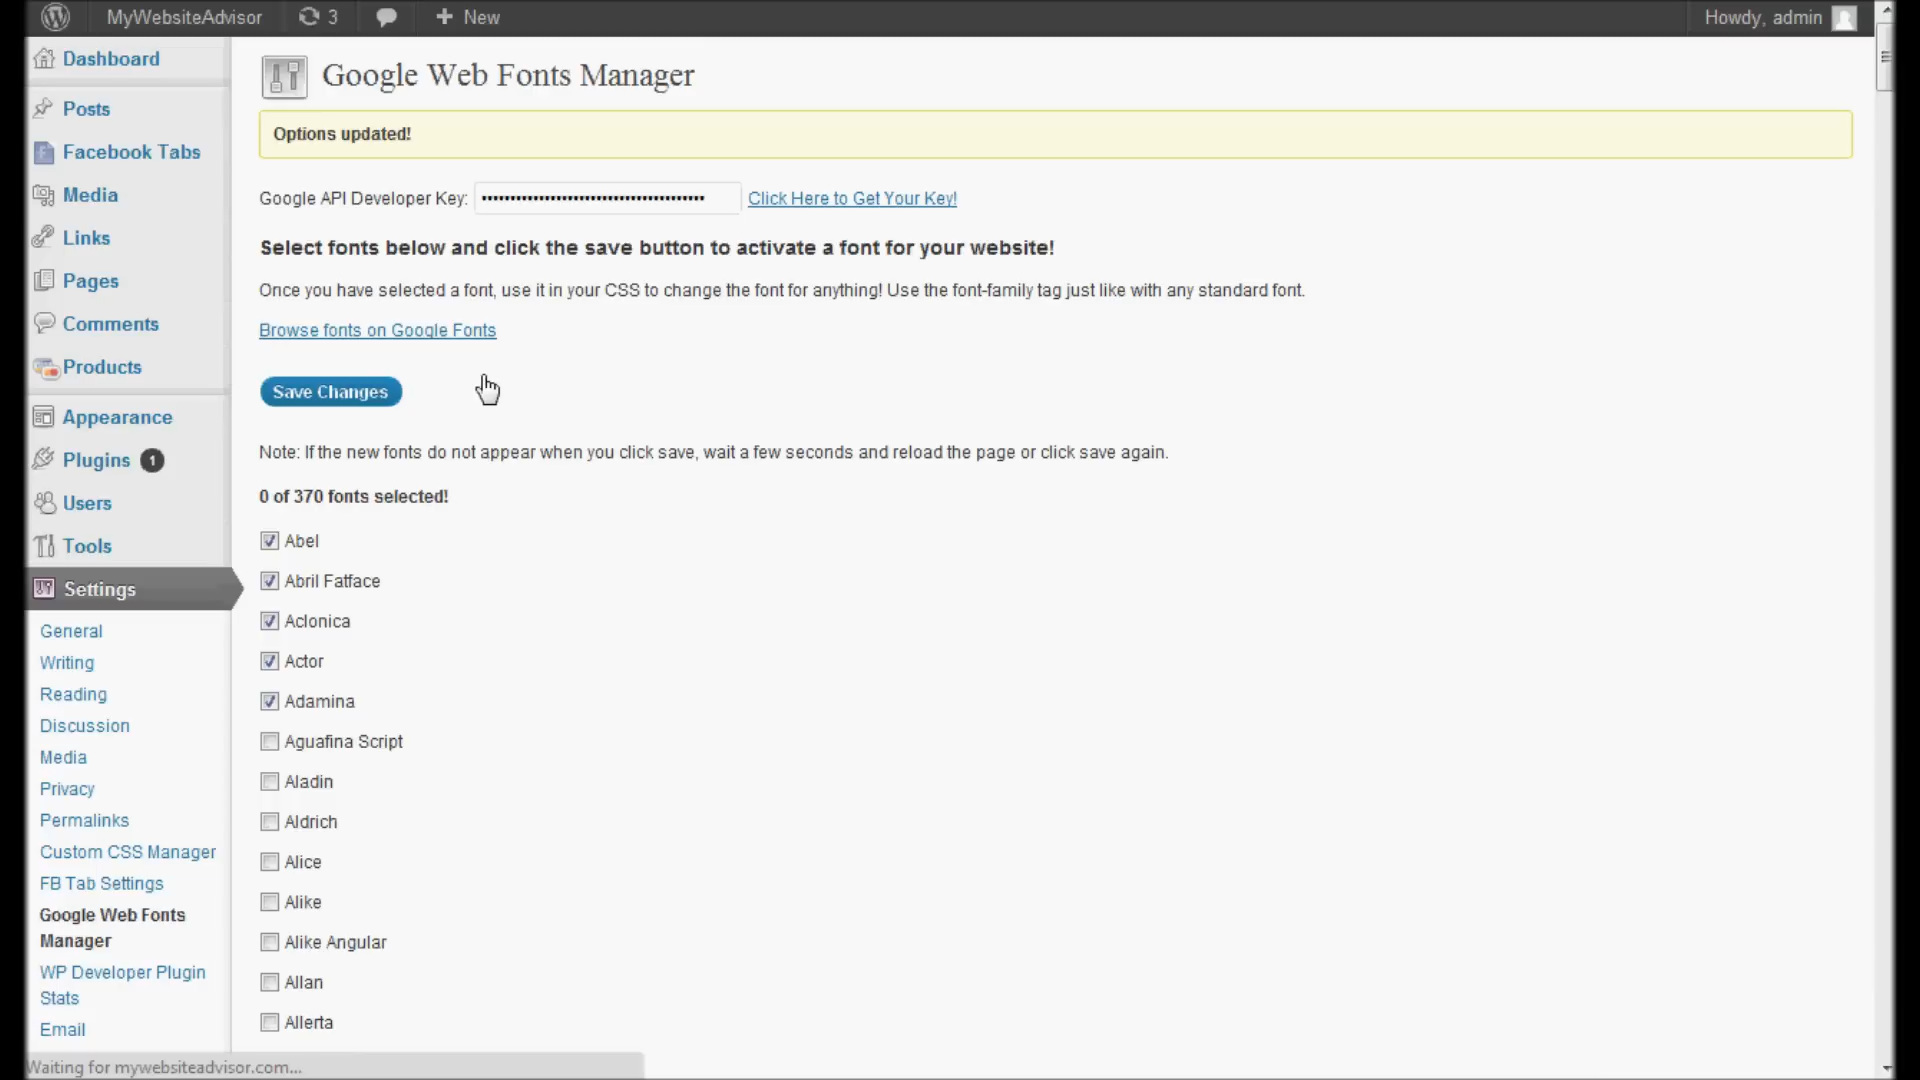 MyWebsiteAdvisor
3
New
Howdy, admin
Dashboard
Posts
Facebook Tabs
Media
Links
Pages
Comments
Products
Appearance
Plugins 1
Users
Tools
Settings
General
Writing
Reading
Discussion
Media
Privacy
Permalinks
Custom CSS Manager
FB Tab Settings
Google Web Fonts
Manager
WP Developer Plugin
Stats
Email
Google Web Fonts Manager
Options updated!
Google API Developer Key: Click Here to Get Your Key!
Select fonts below and click the save button to activate a font for your website!
Once you have selected a font, use it in your CSS to change the font for anything! Use the font-family tag just like with any standard font.
Browse fonts on Google Fonts
Save Changes
Note: If the new fonts do not appear when you click save, wait a few seconds and reload the page or click save again.
0 of 370 fonts selected!
Abel
Abril Fatface
Aclonica
Actor
Adamina
Aguafina Script
Aladin
Aldrich
Alice
Alike
Alike Angular
Allan
Allerta
Waiting for mywebsiteadvisor.com...